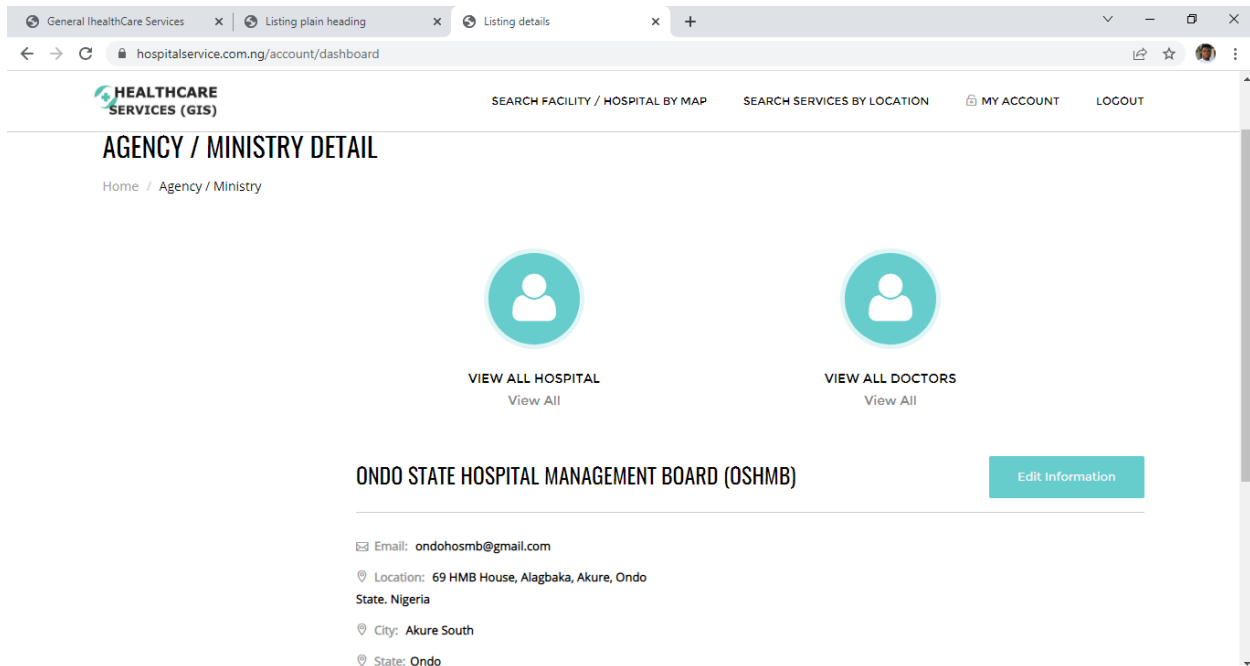 General IhealthCare Services
Listing plain heading
Listing details
hospitalservice.com.ng/account/dashboard
HEALTHCARE
SERVICES (GIS)
SEARCH FACILITY / HOSPITAL BY MAP
SEARCH SERVICES BY LOCATION
MY ACCOUNT
LOGOUT
AGENCY / MINISTRY DETAIL
Home / Agency / Ministry
VIEW ALL HOSPITAL
View All
VIEW ALL DOCTORS
View All
ONDO STATE HOSPITAL MANAGEMENT BOARD (OSHMB)
Edit Information
Email: ondohosmb@gmail.com
Location: 69 HMB House, Alagbaka, Akure, Ondo
State. Nigeria
City: Akure South
State: Ondo